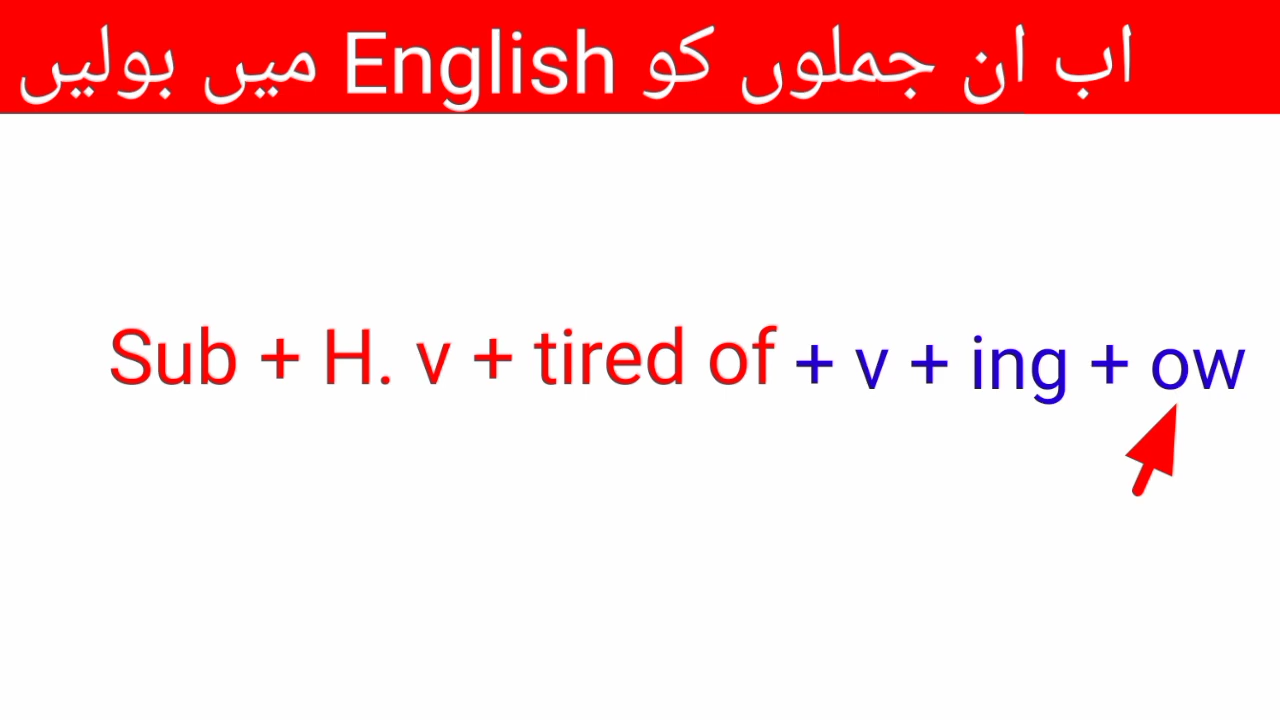 اب ان جملوں کو English میں بولیں
Sub + H. v + tired of + v + ing + ow